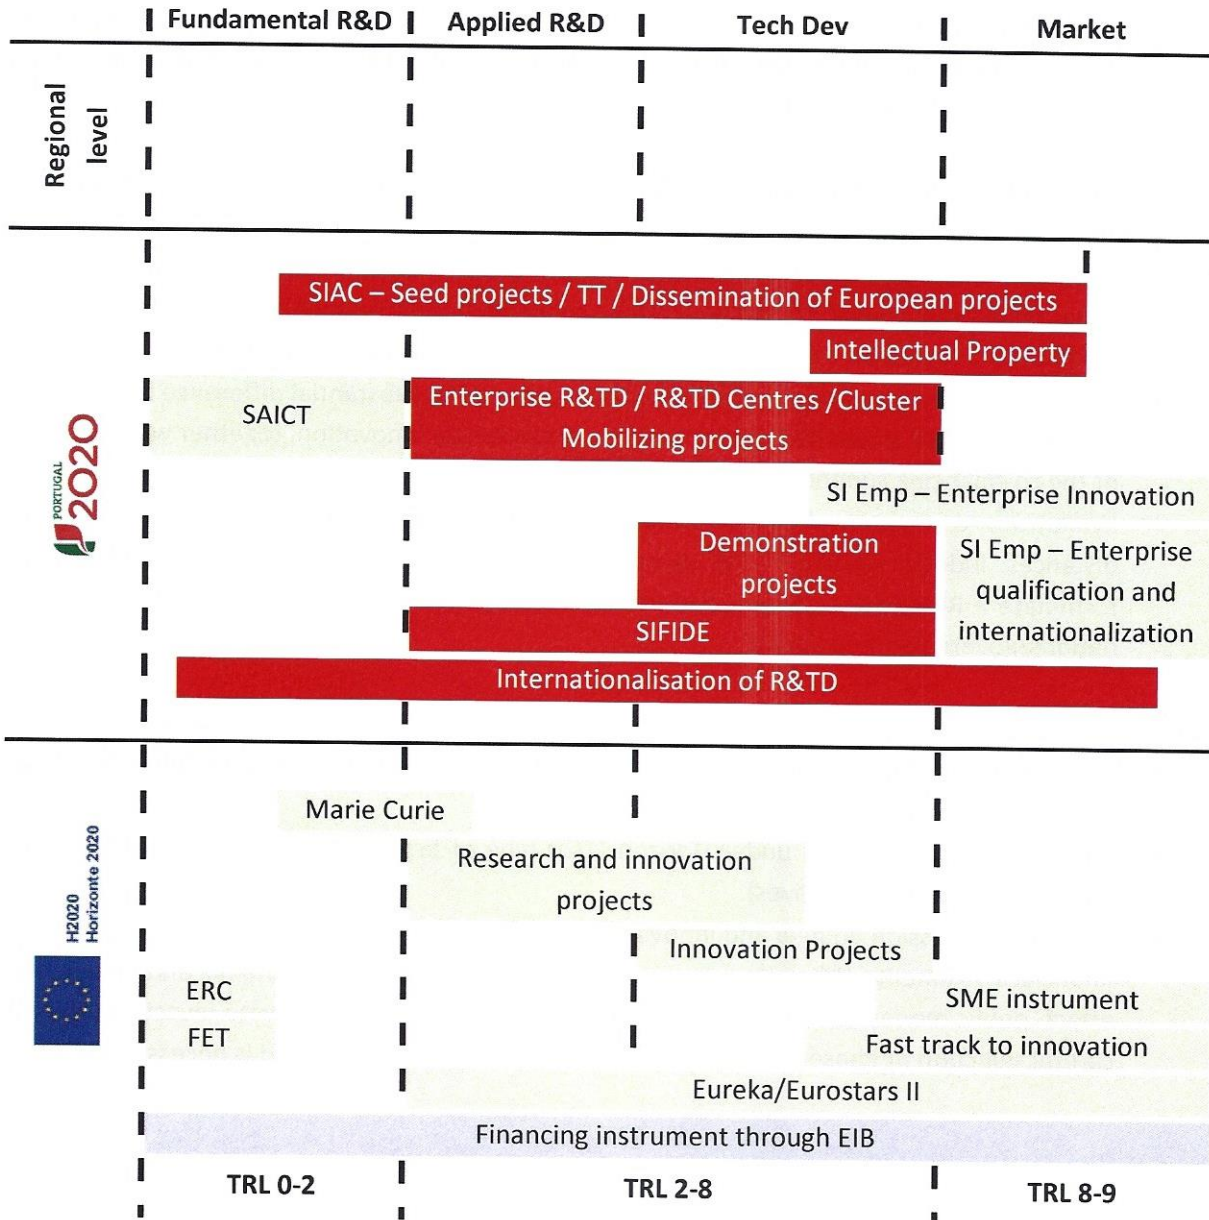 Fundamental R&D
Applied R&D
Tech Dev
Market
Regional
level
SIAC – Seed projects / TT / Dissemination of European projects
Intellectual Property
SAICT
Enterprise R&TD / R&TD Centres /Cluster
Mobilizing projects
PORTUGAL
2020
SI Emp – Enterprise Innovation
Demonstration
projects
SI Emp – Enterprise
qualification and
internationalization
SIFIDE
Internationalisation of R&TD
H2020
Horizonte 2020
Marie Curie
Research and innovation
projects
Innovation Projects
ERC
SME instrument
FET
Fast track to innovation
Eureka/Eurostars II
Financing instrument through EIB
TRL 0-2
TRL 2-8
TRL 8-9